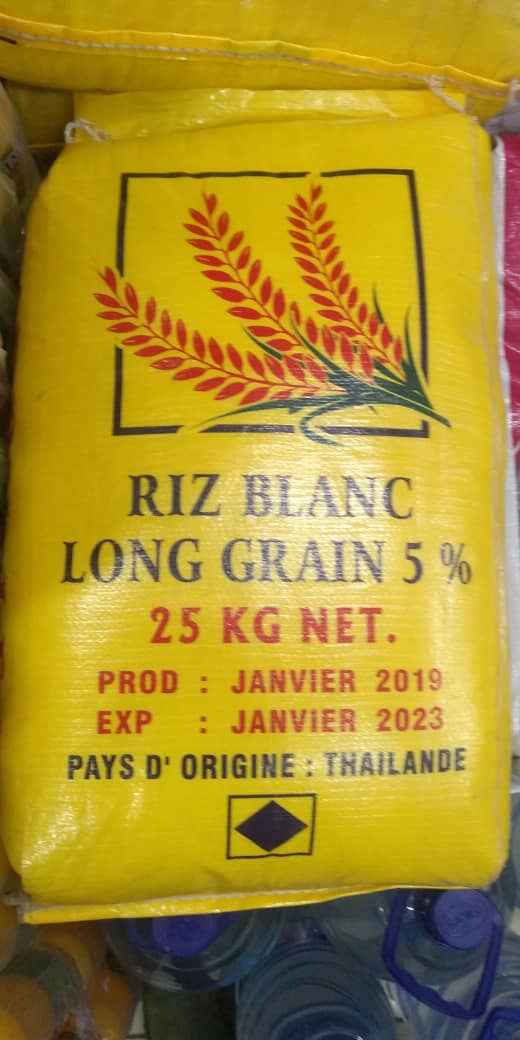 RIZ BLANC
LONG GRAIN 5 %
25 KG NET.
PROD : JANVIER 2019
EXP : JANVIER 2023
PAYS D' ORIGINE : THAILANDE